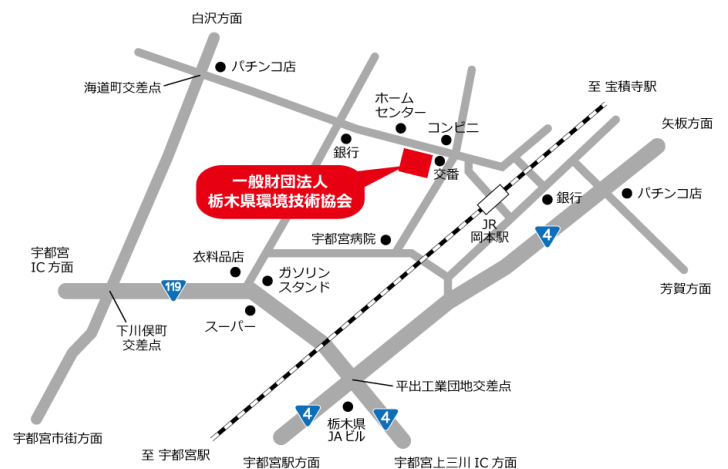 白沢方面
パチンコ店
海道町交差点
至 宝積寺駅
ホーム
センター
コンビニ
矢板方面
銀行
一般財団法人
栃木県環境技術協会
交番
銀行
パチンコ店
JR
岡本駅
4
宇都宮病院
宇都宮
IC 方面
衣料品店
ガソリン
スタンド
119
芳賀方面
スーパー
下川俣町
交差点
平出工業団地交差点
4
4
栃木県
JA ビル
宇都宮市街方面
至 宇都宮駅
宇都宮駅方面
宇都宮上三川 IC 方面